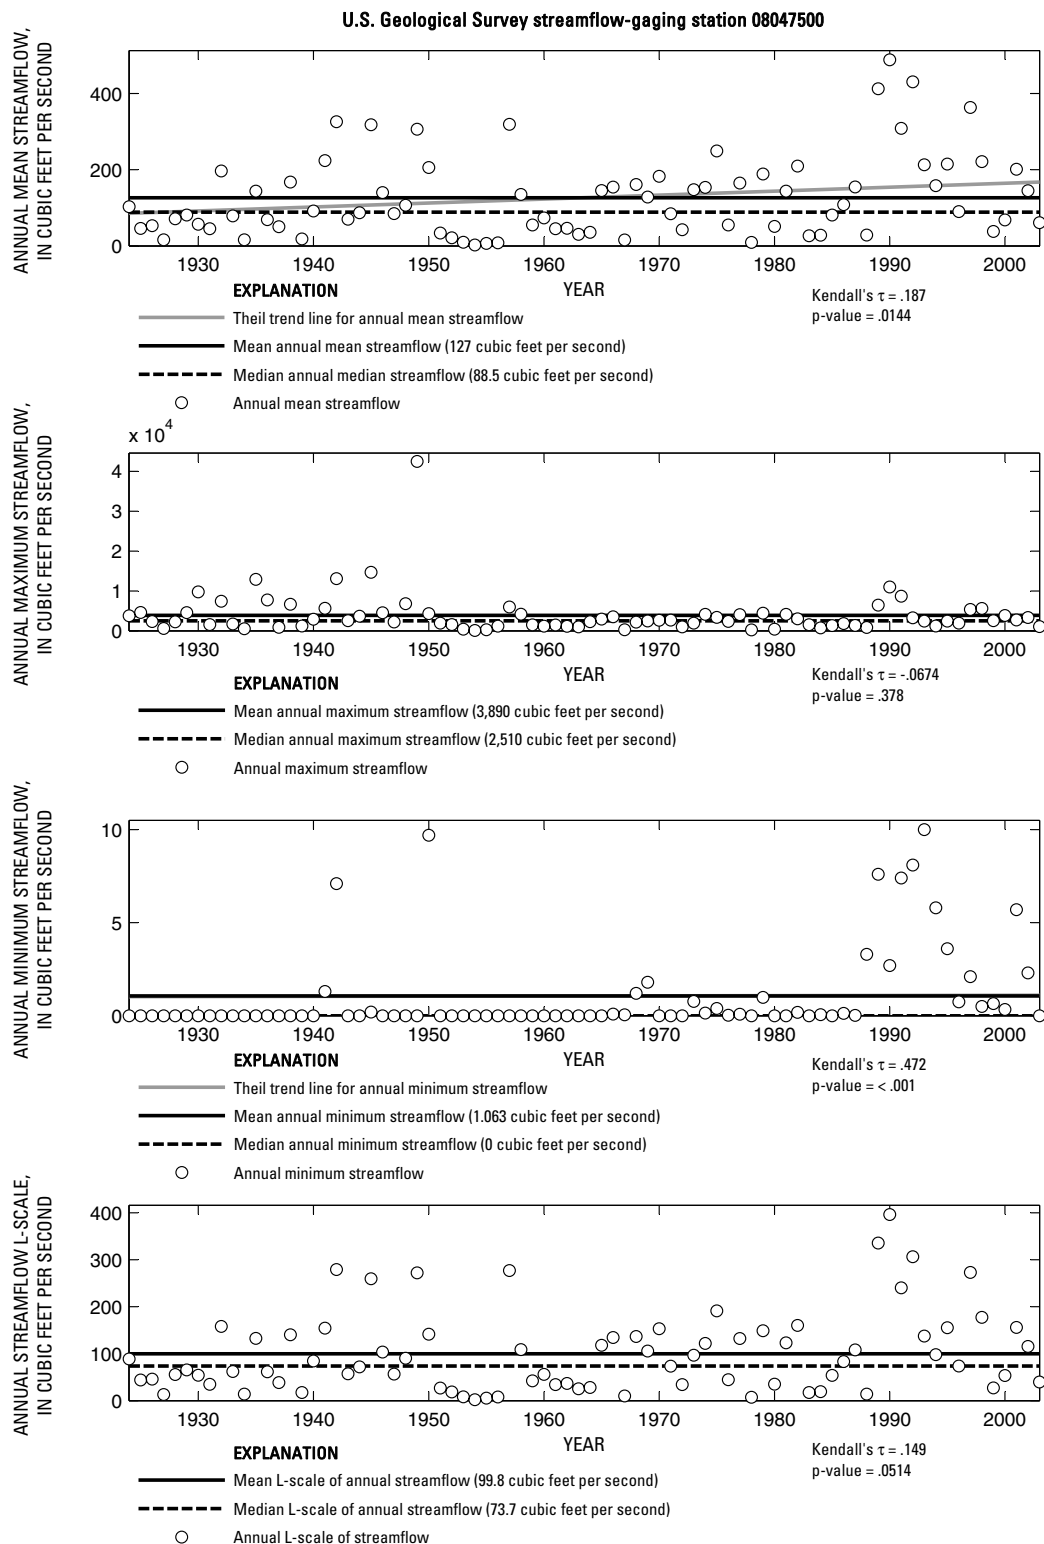 U.S. Geological Survey streamflow-gaging station 08047500
ANNUAL MEAN STREAMFLOW,
IN CUBIC FEET PER SECOND
400
200
0
1930 1940 1950 1960 1970 1980 1990 2000
YEAR
EXPLANATION
Theil trend line for annual mean streamflow
Mean annual mean streamflow (127 cubic feet per second)
Median annual median streamflow (88.5 cubic feet per second)
Annual mean streamflow
Kendall's τ = .187
p-value = .0144
ANNUAL MAXIMUM STREAMFLOW,
IN CUBIC FEET PER SECOND
x 10^4
4
3
2
1
0
1930 1940 1950 1960 1970 1980 1990 2000
YEAR
EXPLANATION
Mean annual maximum streamflow (3,890 cubic feet per second)
Median annual maximum streamflow (2,510 cubic feet per second)
Annual maximum streamflow
Kendall's τ = -.0674
p-value = .378
ANNUAL MINIMUM STREAMFLOW,
IN CUBIC FEET PER SECOND
10
5
0
1930 1940 1950 1960 1970 1980 1990 2000
YEAR
EXPLANATION
Theil trend line for annual minimum streamflow
Mean annual minimum streamflow (1.063 cubic feet per second)
Median annual minimum streamflow (0 cubic feet per second)
Annual minimum streamflow
Kendall's τ = .472
p-value = < .001
ANNUAL STREAMFLOW L-SCALE,
IN CUBIC FEET PER SECOND
400
300
200
100
0
1930 1940 1950 1960 1970 1980 1990 2000
YEAR
EXPLANATION
Mean L-scale of annual streamflow (99.8 cubic feet per second)
Median L-scale of annual streamflow (73.7 cubic feet per second)
Annual L-scale of streamflow
Kendall's τ = .149
p-value = .0514